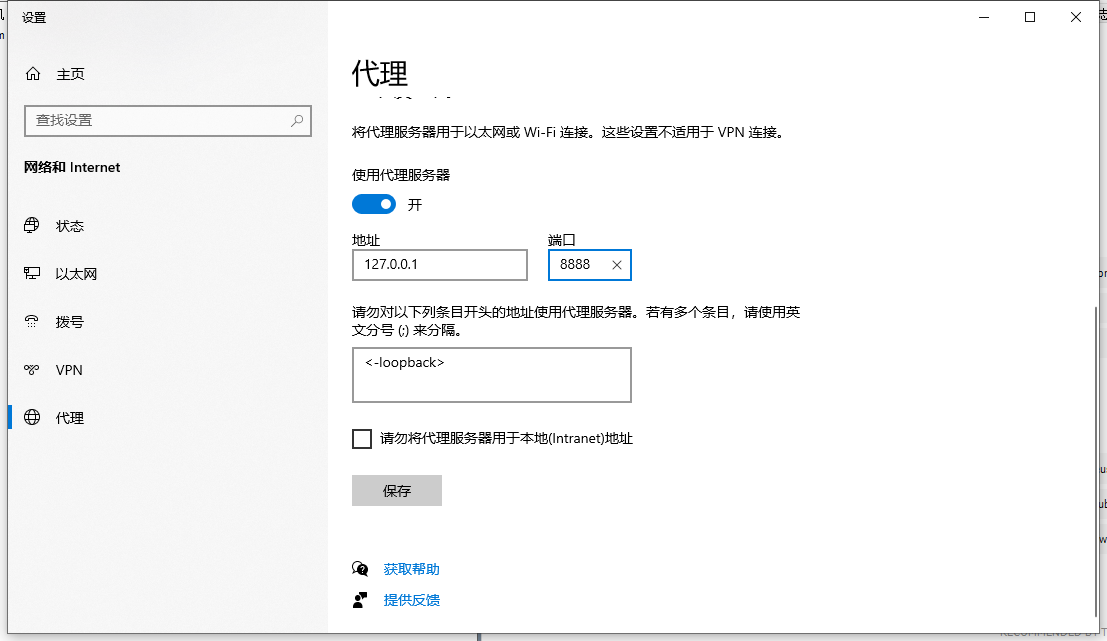 设置
主页
查找设置
网络和 Internet
状态
以太网
拨号
VPN
代理
代理
将代理服务器用于以太网或 Wi-Fi 连接。这些设置不适用于 VPN 连接。
使用代理服务器
开
地址
端口
127.0.0.1
8888
请勿对以下列条目开头的地址使用代理服务器。若有多个条目，请使用英
文分号 (;) 来分隔。
<-loopback>
请勿将代理服务器用于本地(Intranet)地址
保存
获取帮助
提供反馈